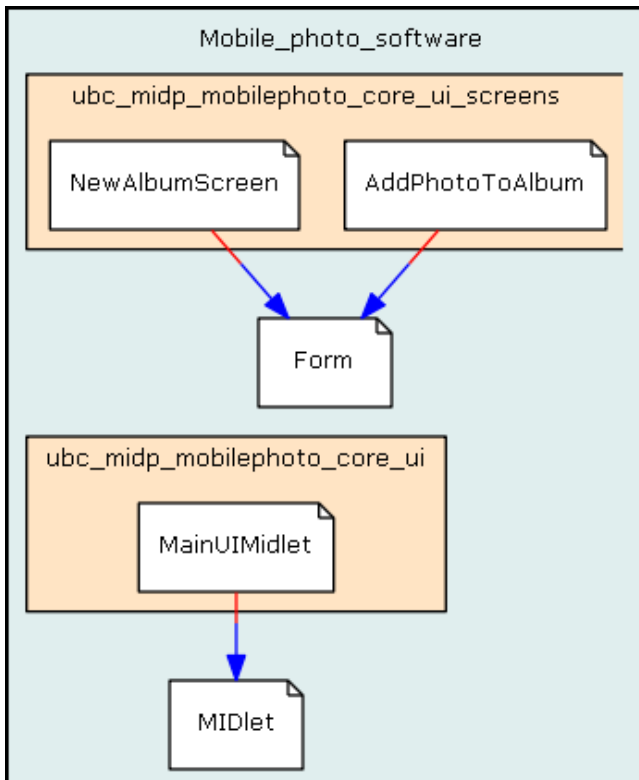 Mobile_photo_software
ubc_midp_mobilephoto_core_ui_screens
NewAlbumScreen
AddPhotoToAlbum
Form
ubc_midp_mobilephoto_core_ui
MainUIMidlet
MIDlet